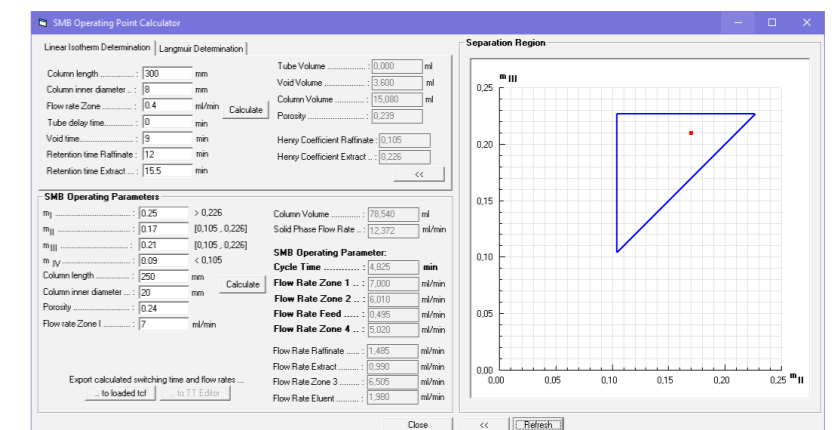 SMB Operating Point Calculator
Linear Isotherm Determination
Langmuir Determination
Column length .............. : 300 mm
Column inner diameter .. : 8 mm
Flow rate Zone ............ : 0.4 ml/min
Tube delay time............ : 0 min
Void time..................... : 9 min
Retention time Raffinate : 12 min
Retention time Extract ... : 15.5 min
Calculate
Tube Volume ................. : 0,000 ml
Void Volume .................. : 3,600 ml
Column Volume ............. : 15,080 ml
Porosity ......................... : 0,239
Henry Coefficient Raffinate : 0,105
Henry Coefficient Extract .. : 0,226
<<
SMB Operating Parameters
mI .............................. : 0.25 > 0,226
mII .............................. : 0.17 [0,105 , 0,226]
mIII ............................. : 0.21 [0,105 , 0,226]
mIV ............................ : 0.09 < 0,105
Column length .............. : 250 mm
Column inner diameter ... : 20 mm
Porosity ...................... : 0.24
Flow rate Zone I ........... : 7 ml/min
Calculate
Export calculated switching time and flow rates ...
.. to loaded tcf
.. to TT Editor
Column Volume ............ : 78,540 ml
Solid Phase Flow Rate .. : 12,372 ml/min
SMB Operating Parameter:
Cycle Time ............ : 4,825 min
Flow Rate Zone 1 .. : 7,000 ml/min
Flow Rate Zone 2 .. : 6,010 ml/min
Flow Rate Feed ..... : 0,495 ml/min
Flow Rate Zone 4 .. : 5,020 ml/min
Flow Rate Raffinate ...... : 1,485 ml/min
Flow Rate Extract ......... : 0,990 ml/min
Flow Rate Zone 3 ......... : 6,505 ml/min
Flow Rate Eluent .......... : 1,980 ml/min
Separation Region
m III
0,25
0,20
0,15
0,10
0,05
0,00
0,00 0,05 0,10 0,15 0,20 0,25 m II
Close
<<
Refresh